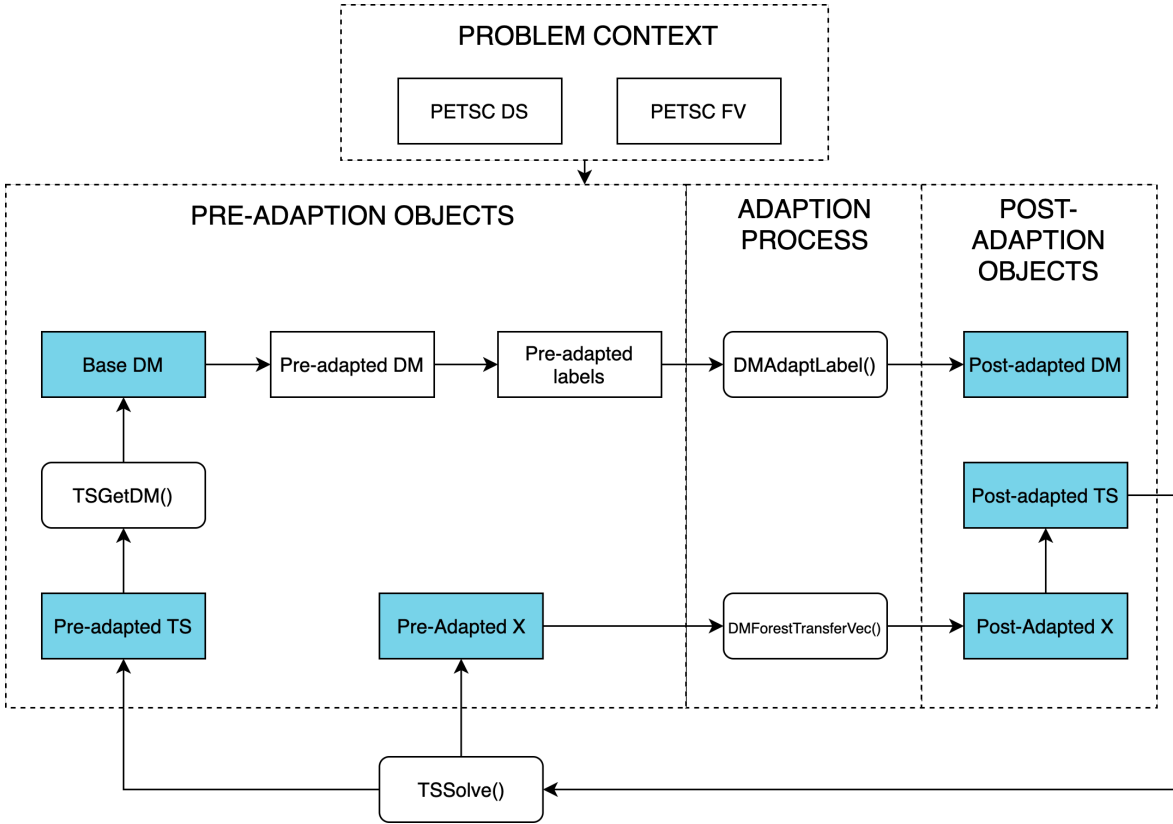 PROBLEM CONTEXT
PETSC DS
PETSC FV
PRE-ADAPTION OBJECTS
ADAPTION
PROCESS
POST-
ADAPTION
OBJECTS
Base DM
Pre-adapted DM
Pre-adapted
labels
DMAdaptLabel()
Post-adapted DM
TSGetDM()
Post-adapted TS
Pre-adapted TS
Pre-Adapted X
DMForestTransferVec()
Post-Adapted X
TSSolve()